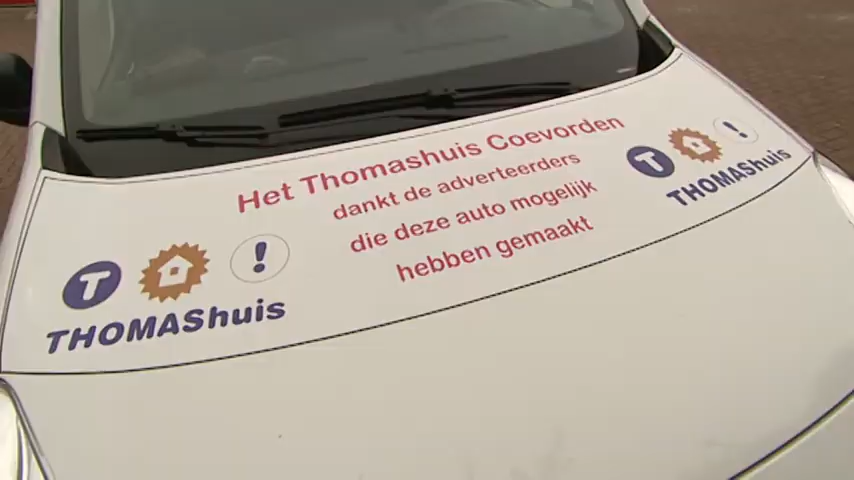 Het Thomashuis Coevorden
dankt de adverteerders
die deze auto mogelijk
hebben gemaakt
T !
THOMAShuis
T !
THOMAShuis